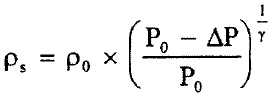 ρₛ = ρ₀ × ( (P₀ − ΔP) / P₀ )^(1/γ)